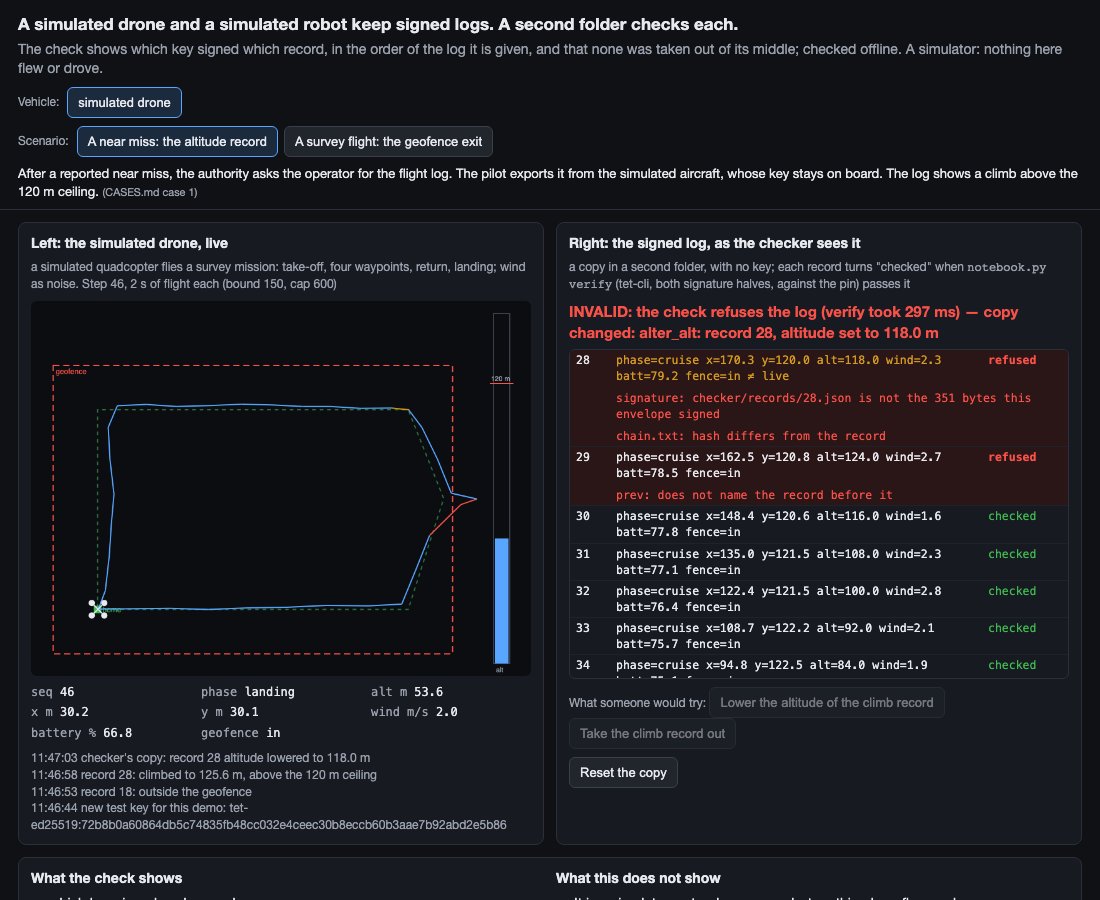 A simulated drone and a simulated robot keep signed logs. A second folder checks each.
The check shows which key signed which record, in the order of the log it is given, and that none was taken out of its middle; checked offline. A simulator: nothing here
flew or drove.
Vehicle: simulated drone
Scenario: A near miss: the altitude record A survey flight: the geofence exit
After a reported near miss, the authority asks the operator for the flight log. The pilot exports it from the simulated aircraft, whose key stays on board. The log shows a climb above the
120 m ceiling. (CASES.md case 1)
Left: the simulated drone, live
a simulated quadcopter flies a survey mission: take-off, four waypoints, return, landing; wind
as noise. Step 46, 2 s of flight each (bound 150, cap 600)
geofence
120 m
home
alt
seq 46 phase landing alt m 53.6
x m 30.2 y m 30.1 wind m/s 2.0
battery % 66.8 geofence in
11:47:03 checker's copy: record 28 altitude lowered to 118.0 m
11:46:58 record 28: climbed to 125.6 m, above the 120 m ceiling
11:46:53 record 18: outside the geofence
11:46:44 new test key for this demo: tet-
ed25519:72b8b0a60864db5c74835fb48cc032e4ceec30b8eccb60b3aae7b92abd2e5b86
Right: the signed log, as the checker sees it
a copy in a second folder, with no key; each record turns "checked" when notebook.py
verify (tet-cli, both signature halves, against the pin) passes it
INVALID: the check refuses the log (verify took 297 ms) — copy
changed: alter_alt: record 28, altitude set to 118.0 m
28 phase=cruise x=170.3 y=120.0 alt=118.0 wind=2.3 refused
batt=79.2 fence=in ≠ live
signature: checker/records/28.json is not the 351 bytes this
envelope signed
chain.txt: hash differs from the record
29 phase=cruise x=162.5 y=120.8 alt=124.0 wind=2.7 refused
batt=78.5 fence=in
prev: does not name the record before it
30 phase=cruise x=148.4 y=120.6 alt=116.0 wind=1.6 checked
batt=77.8 fence=in
31 phase=cruise x=135.0 y=121.5 alt=108.0 wind=2.3 checked
batt=77.1 fence=in
32 phase=cruise x=122.4 y=121.5 alt=100.0 wind=2.8 checked
batt=76.4 fence=in
33 phase=cruise x=108.7 y=122.2 alt=92.0 wind=2.1 checked
batt=75.7 fence=in
34 phase=cruise x=94.8 y=122.5 alt=84.0 wind=1.9 checked
What someone would try: Lower the altitude of the climb record
Take the climb record out
Reset the copy
What the check shows
What this does not show